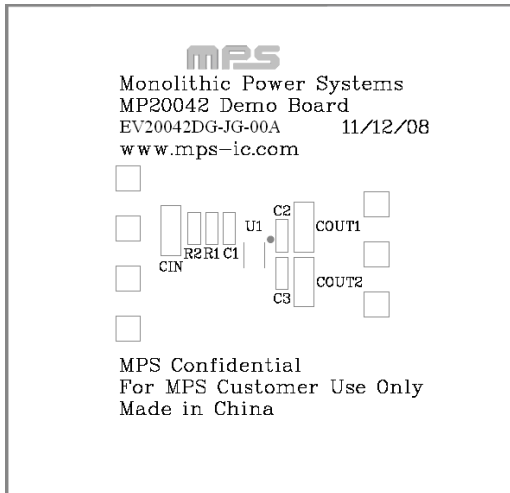 MPS
Monolithic Power Systems
MP20042 Demo Board
EV20042DG-JG-00A 11/12/08
www.mps-ic.com
CIN
R2 R1 C1
U1
C2
COUT1
C3
COUT2
MPS Confidential
For MPS Customer Use Only
Made in China